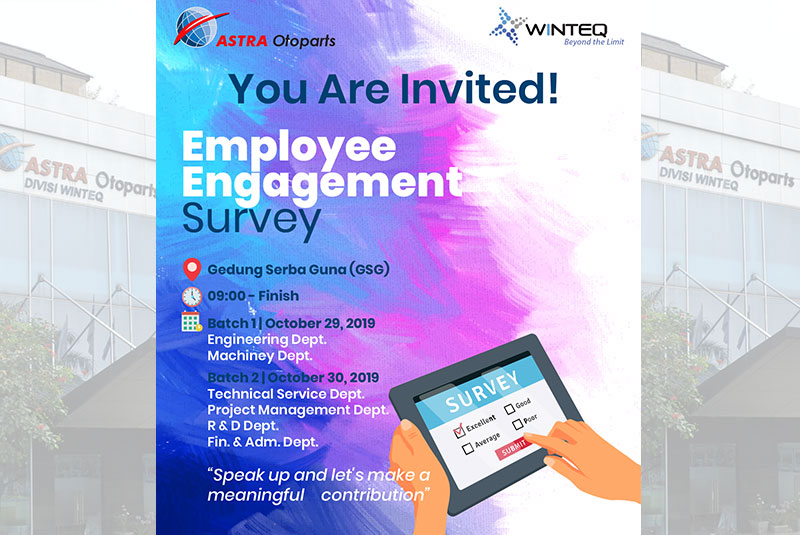 ASTRA Otoparts
WINTEQ
Beyond the Limit
You Are Invited!
Employee
Engagement
Survey
Gedung Serba Guna (GSG)
09:00 - Finish
Batch 1 | October 29, 2019
Engineering Dept.
Machiney Dept.
Batch 2 | October 30, 2019
Technical Service Dept.
Project Management Dept.
R & D Dept.
Fin. & Adm. Dept.
“Speak up and let's make a
meaningful contribution”
SURVEY
Excellent
Good
Average
Poor
SUBMIT
ASTRA Otoparts
DIVISI WINTEQ
ASTRA Otoparts
DIVISI WINTEQ